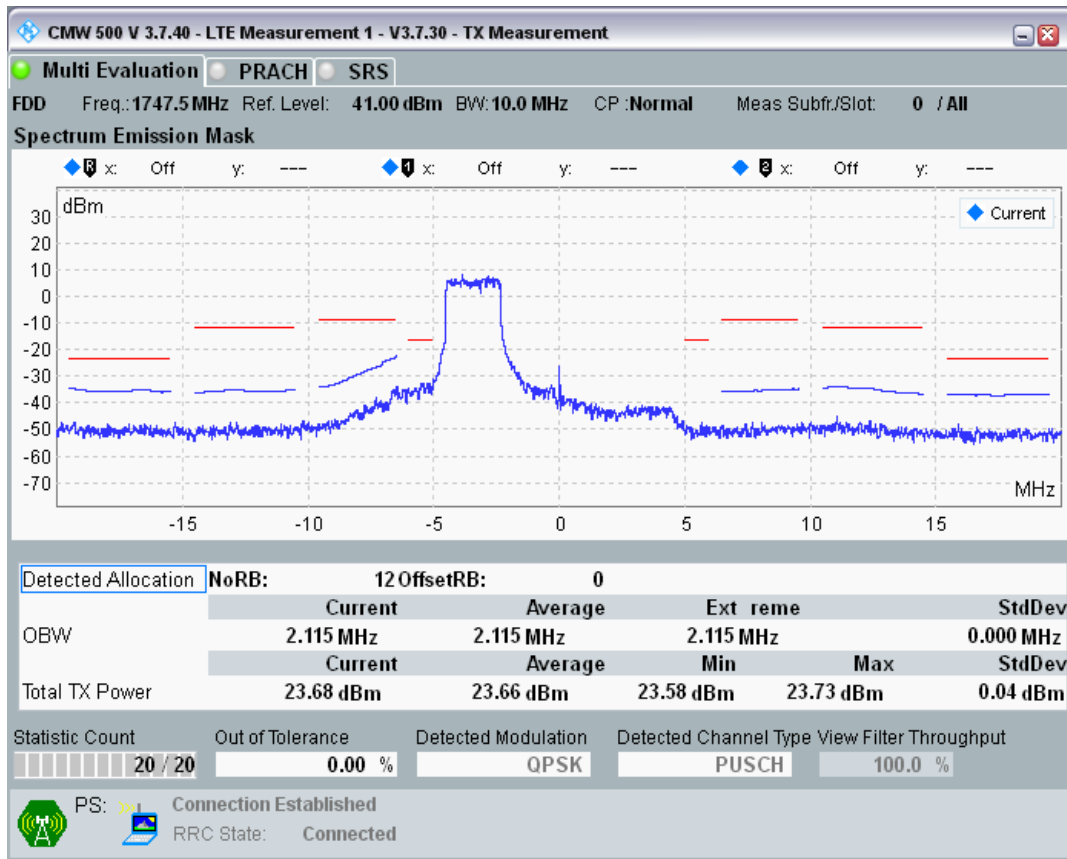 CMW 500 V 3.7.40 - LTE Measurement 1 - V3.7.30 - TX Measurement
Multi Evaluation PRACH SRS
FDD Freq.: 1747.5 MHz Ref. Level: 41.00 dBm BW: 10.0 MHz CP :Normal Meas Subfr./Slot: 0 / All
Spectrum Emission Mask
R x: Off y: --- 1 x: Off y: --- 2 x: Off y: ---
dBm
Current
30
20
10
0
-10
-20
-30
-40
-50
-60
-70
MHz
-15 -10 -5 0 5 10 15
Detected Allocation NoRB: 12 OffsetRB: 0
Current Average Ext reme StdDev
OBW 2.115 MHz 2.115 MHz 2.115 MHz 0.000 MHz
Current Average Min Max StdDev
Total TX Power 23.68 dBm 23.66 dBm 23.58 dBm 23.73 dBm 0.04 dBm
Statistic Count Out of Tolerance Detected Modulation Detected Channel Type View Filter Throughput
20 / 20 0.00 % QPSK PUSCH 100.0 %
PS: Connection Established
RRC State: Connected